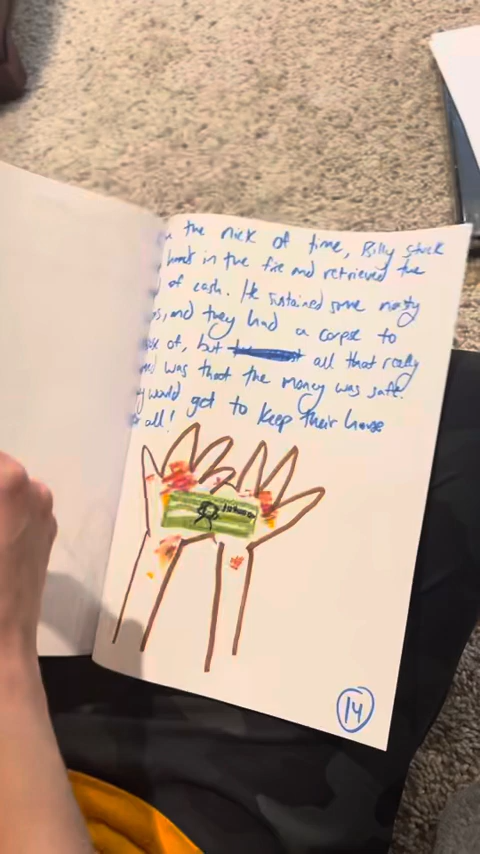 the nick of time, Billy stuck
hand in the fire and retrieved the
of cash. He sustained some nasty
and they had a corpse to
of, but all that really
was that the money was safe.
would get to keep their house
all!
14